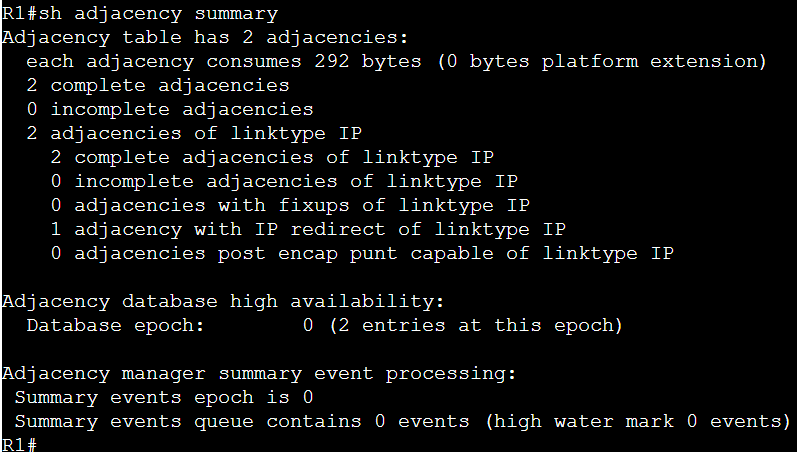 R1#sh adjacency summary
Adjacency table has 2 adjacencies:
  each adjacency consumes 292 bytes (0 bytes platform extension)
  2 complete adjacencies
  0 incomplete adjacencies
  2 adjacencies of linktype IP
    2 complete adjacencies of linktype IP
    0 incomplete adjacencies of linktype IP
    0 adjacencies with fixups of linktype IP
    1 adjacency with IP redirect of linktype IP
    0 adjacencies post encap punt capable of linktype IP

Adjacency database high availability:
  Database epoch:        0 (2 entries at this epoch)

Adjacency manager summary event processing:
 Summary events epoch is 0
 Summary events queue contains 0 events (high water mark 0 events)
R1#